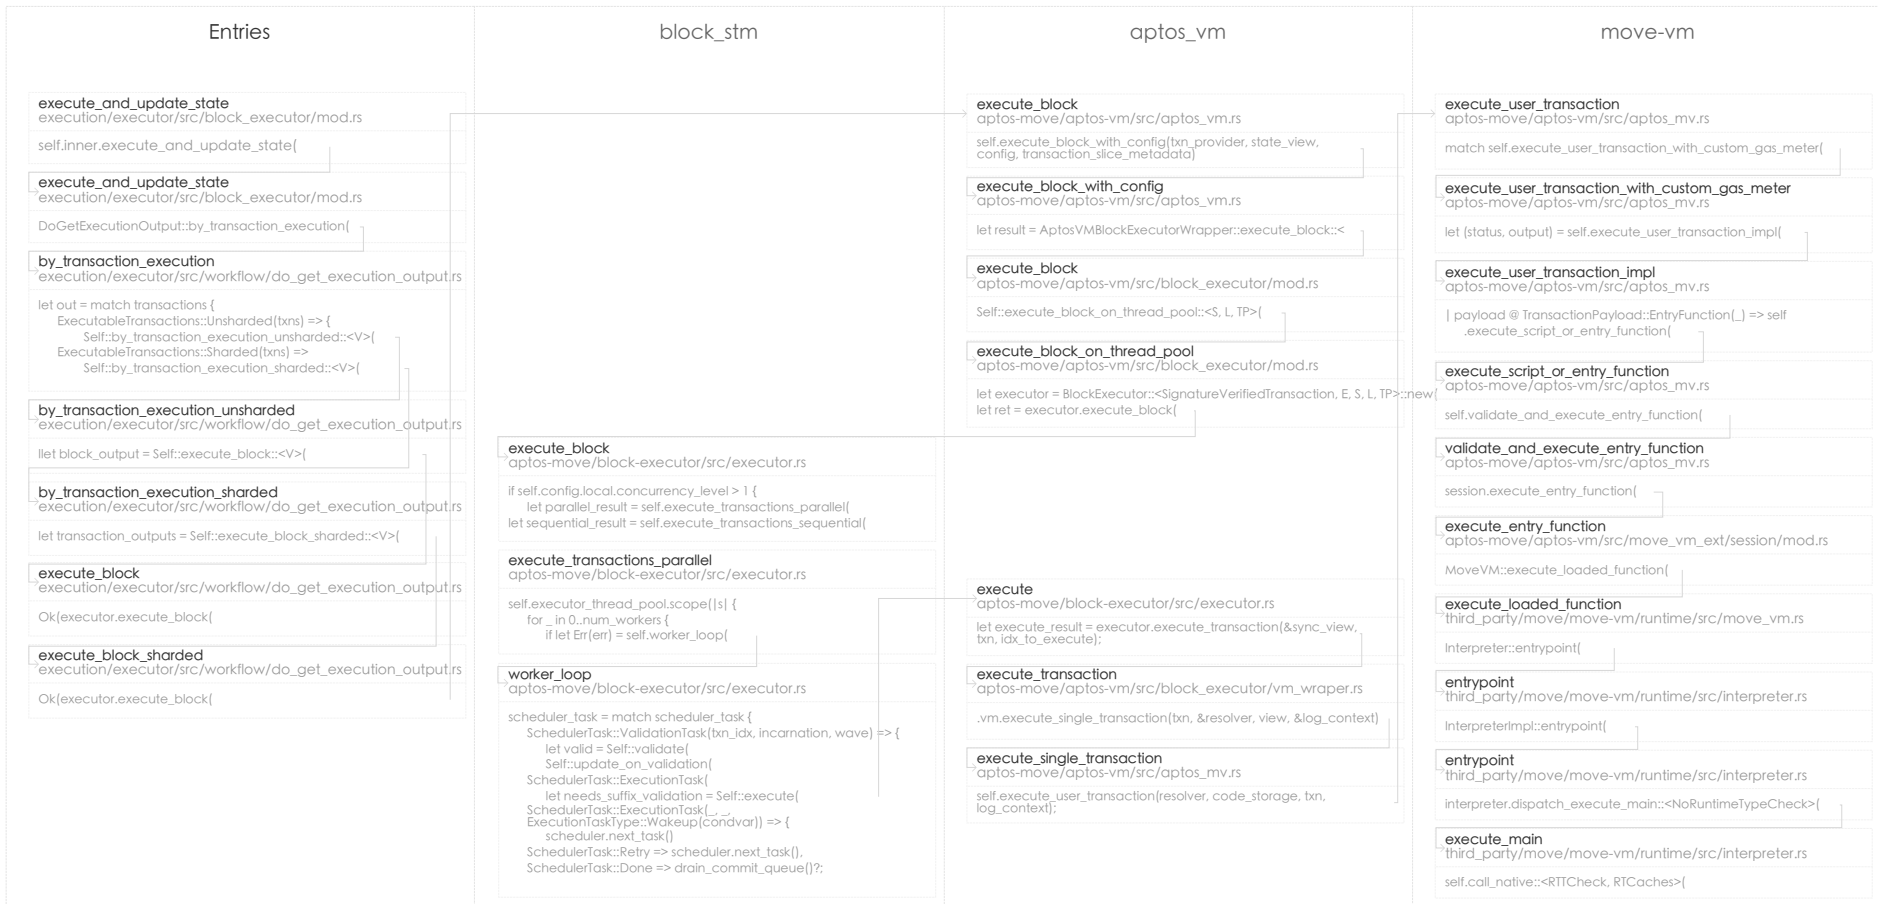 Entries
execute_and_update_state
execution/executor/src/block_executor/mod.rs
self.inner.execute_and_update_state(
execute_and_update_state
execution/executor/src/block_executor/mod.rs
DoGetExecutionOutput::by_transaction_execution(
by_transaction_execution
execution/executor/src/workflow/do_get_execution_output.rs
let out = match transactions {
ExecutableTransactions::Unsharded(txns) => {
Self::by_transaction_execution_unsharded::<V>(
ExecutableTransactions::Sharded(txns) =>
Self::by_transaction_execution_sharded::<V>(
by_transaction_execution_unsharded
execution/executor/src/workflow/do_get_execution_output.rs
llet block_output = Self::execute_block::<V>(
by_transaction_execution_sharded
execution/executor/src/workflow/do_get_execution_output.rs
let transaction_outputs = Self::execute_block_sharded::<V>(
execute_block
execution/executor/src/workflow/do_get_execution_output.rs
Ok(executor.execute_block(
execute_block_sharded
execution/executor/src/workflow/do_get_execution_output.rs
Ok(executor.execute_block(
block_stm
execute_block
aptos-move/block-executor/src/executor.rs
if self.config.local.concurrency_level > 1 {
let parallel_result = self.execute_transactions_parallel(
let sequential_result = self.execute_transactions_sequential(
execute_transactions_parallel
aptos-move/block-executor/src/executor.rs
self.executor_thread_pool.scope(|s| {
for _ in 0..num_workers {
if let Err(err) = self.worker_loop(
worker_loop
aptos-move/block-executor/src/executor.rs
scheduler_task = match scheduler_task {
SchedulerTask::ValidationTask(txn_idx, incarnation, wave) => {
let valid = Self::validate(
Self::update_on_validation(
SchedulerTask::ExecutionTask(
let needs_suffix_validation = Self::execute(
SchedulerTask::ExecutionTask(_, _,
ExecutionTaskType::Wakeup(condvar)) => {
scheduler.next_task()
SchedulerTask::Retry => scheduler.next_task(),
SchedulerTask::Done => drain_commit_queue()?;
aptos_vm
execute_block
aptos-move/aptos-vm/src/aptos_vm.rs
self.execute_block_with_config(txn_provider, state_view,
config, transaction_slice_metadata)
execute_block_with_config
aptos-move/aptos-vm/src/aptos_vm.rs
let result = AptosVMBlockExecutorWrapper::execute_block::<
execute_block
aptos-move/aptos-vm/src/block_executor/mod.rs
Self::execute_block_on_thread_pool::<S, L, TP>(
execute_block_on_thread_pool
aptos-move/aptos-vm/src/block_executor/mod.rs
let executor = BlockExecutor::<SignatureVerifiedTransaction, E, S, L, TP>::new(
let ret = executor.execute_block(
execute
aptos-move/block-executor/src/executor.rs
let execute_result = executor.execute_transaction(&sync_view,
txn, idx_to_execute);
execute_transaction
aptos-move/aptos-vm/src/block_executor/vm_wraper.rs
.vm.execute_single_transaction(txn, &resolver, view, &log_context)
execute_single_transaction
aptos-move/aptos-vm/src/aptos_mv.rs
self.execute_user_transaction(resolver, code_storage, txn,
log_context);
move-vm
execute_user_transaction
aptos-move/aptos-vm/src/aptos_mv.rs
match self.execute_user_transaction_with_custom_gas_meter(
execute_user_transaction_with_custom_gas_meter
aptos-move/aptos-vm/src/aptos_mv.rs
let (status, output) = self.execute_user_transaction_impl(
execute_user_transaction_impl
aptos-move/aptos-vm/src/aptos_mv.rs
| payload @ TransactionPayload::EntryFunction(_) => self
.execute_script_or_entry_function(
execute_script_or_entry_function
aptos-move/aptos-vm/src/aptos_mv.rs
self.validate_and_execute_entry_function(
validate_and_execute_entry_function
aptos-move/aptos-vm/src/aptos_mv.rs
session.execute_entry_function(
execute_entry_function
aptos-move/aptos-vm/src/move_vm_ext/session/mod.rs
MoveVM::execute_loaded_function(
execute_loaded_function
third_party/move/move-vm/runtime/src/move_vm.rs
Interpreter::entrypoint(
entrypoint
third_party/move/move-vm/runtime/src/interpreter.rs
InterpreterImpl::entrypoint(
entrypoint
third_party/move/move-vm/runtime/src/interpreter.rs
interpreter.dispatch_execute_main::<NoRuntimeTypeCheck>(
execute_main
third_party/move/move-vm/runtime/src/interpreter.rs
self.call_native::<RTTCheck, RTCaches>(